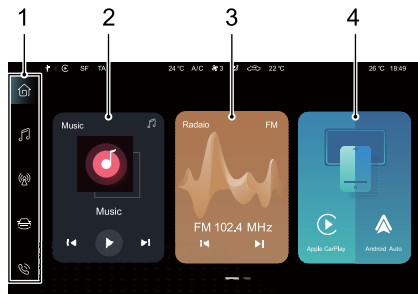 1 2 3 4
SF TA 24°C A/C 3 22°C 26°C 18:49
Music
Music
Radaio FM
FM 102.4 MHz
Apple CarPlay Android Auto